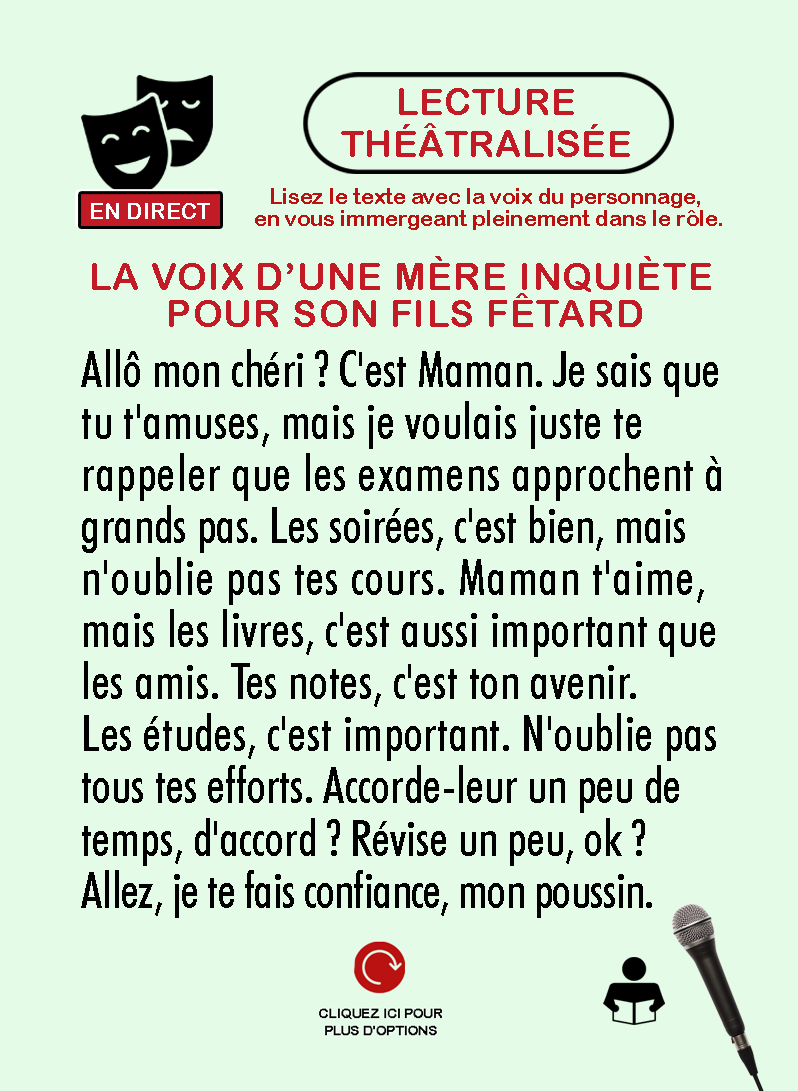 LECTURE
THÉÂTRALISÉE
EN DIRECT
Lisez le texte avec la voix du personnage,
en vous immergeant pleinement dans le rôle.
LA VOIX D’UNE MÈRE INQUIÈTE
POUR SON FILS FÊTARD
Allô mon chéri ? C'est Maman. Je sais que
tu t'amuses, mais je voulais juste te
rappeler que les examens approchent à
grands pas. Les soirées, c'est bien, mais
n'oublie pas tes cours. Maman t'aime,
mais les livres, c'est aussi important que
les amis. Tes notes, c'est ton avenir.
Les études, c'est important. N'oublie pas
tous tes efforts. Accorde-leur un peu de
temps, d'accord ? Révise un peu, ok ?
Allez, je te fais confiance, mon poussin.
CLIQUEZ ICI POUR
PLUS D'OPTIONS